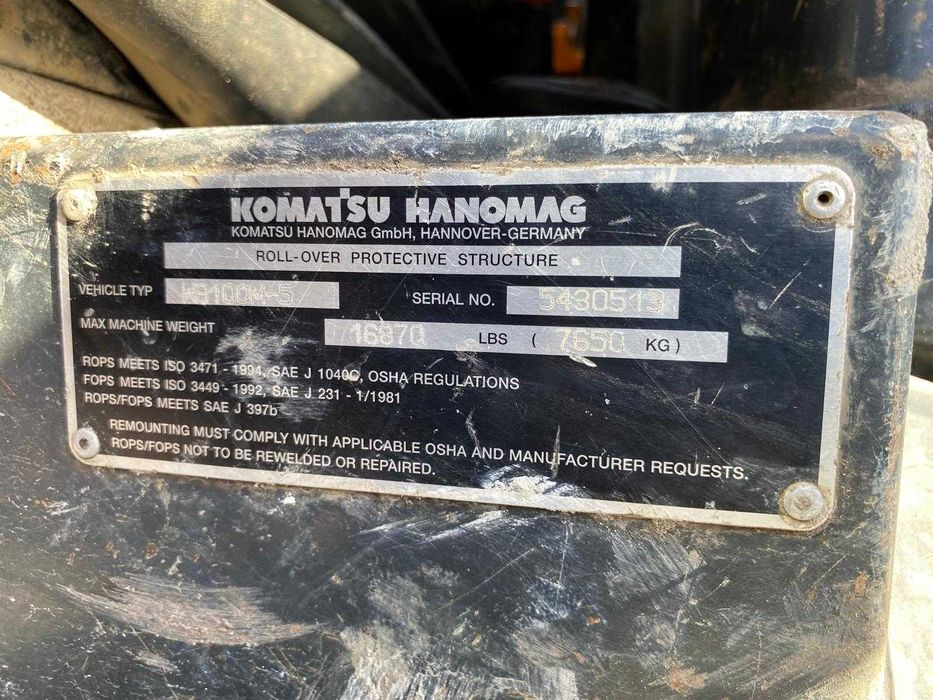 KOMATSU HANOMAG
KOMATSU HANOMAG GmbH, HANNOVER-GERMANY
ROLL-OVER PROTECTIVE STRUCTURE
VEHICLE TYP SERIAL NO. 5430513
MAX MACHINE WEIGHT 16870 LBS ( 7650 KG )
ROPS MEETS ISO 3471 - 1994, SAE J 1040C, OSHA REGULATIONS
FOPS MEETS ISO 3449 - 1992, SAE J 231 - 1/1981
ROPS/FOPS MEETS SAE J 397b
REMOUNTING MUST COMPLY WITH APPLICABLE OSHA AND MANUFACTURER REQUESTS.
ROPS/FOPS NOT TO BE REWELDED OR REPAIRED.